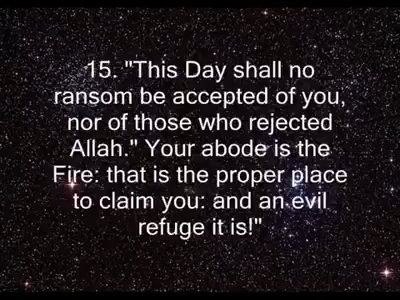 15. "This Day shall no
ransom be accepted of you,
nor of those who rejected
Allah." Your abode is the
Fire: that is the proper place
to claim you: and an evil
refuge it is!"